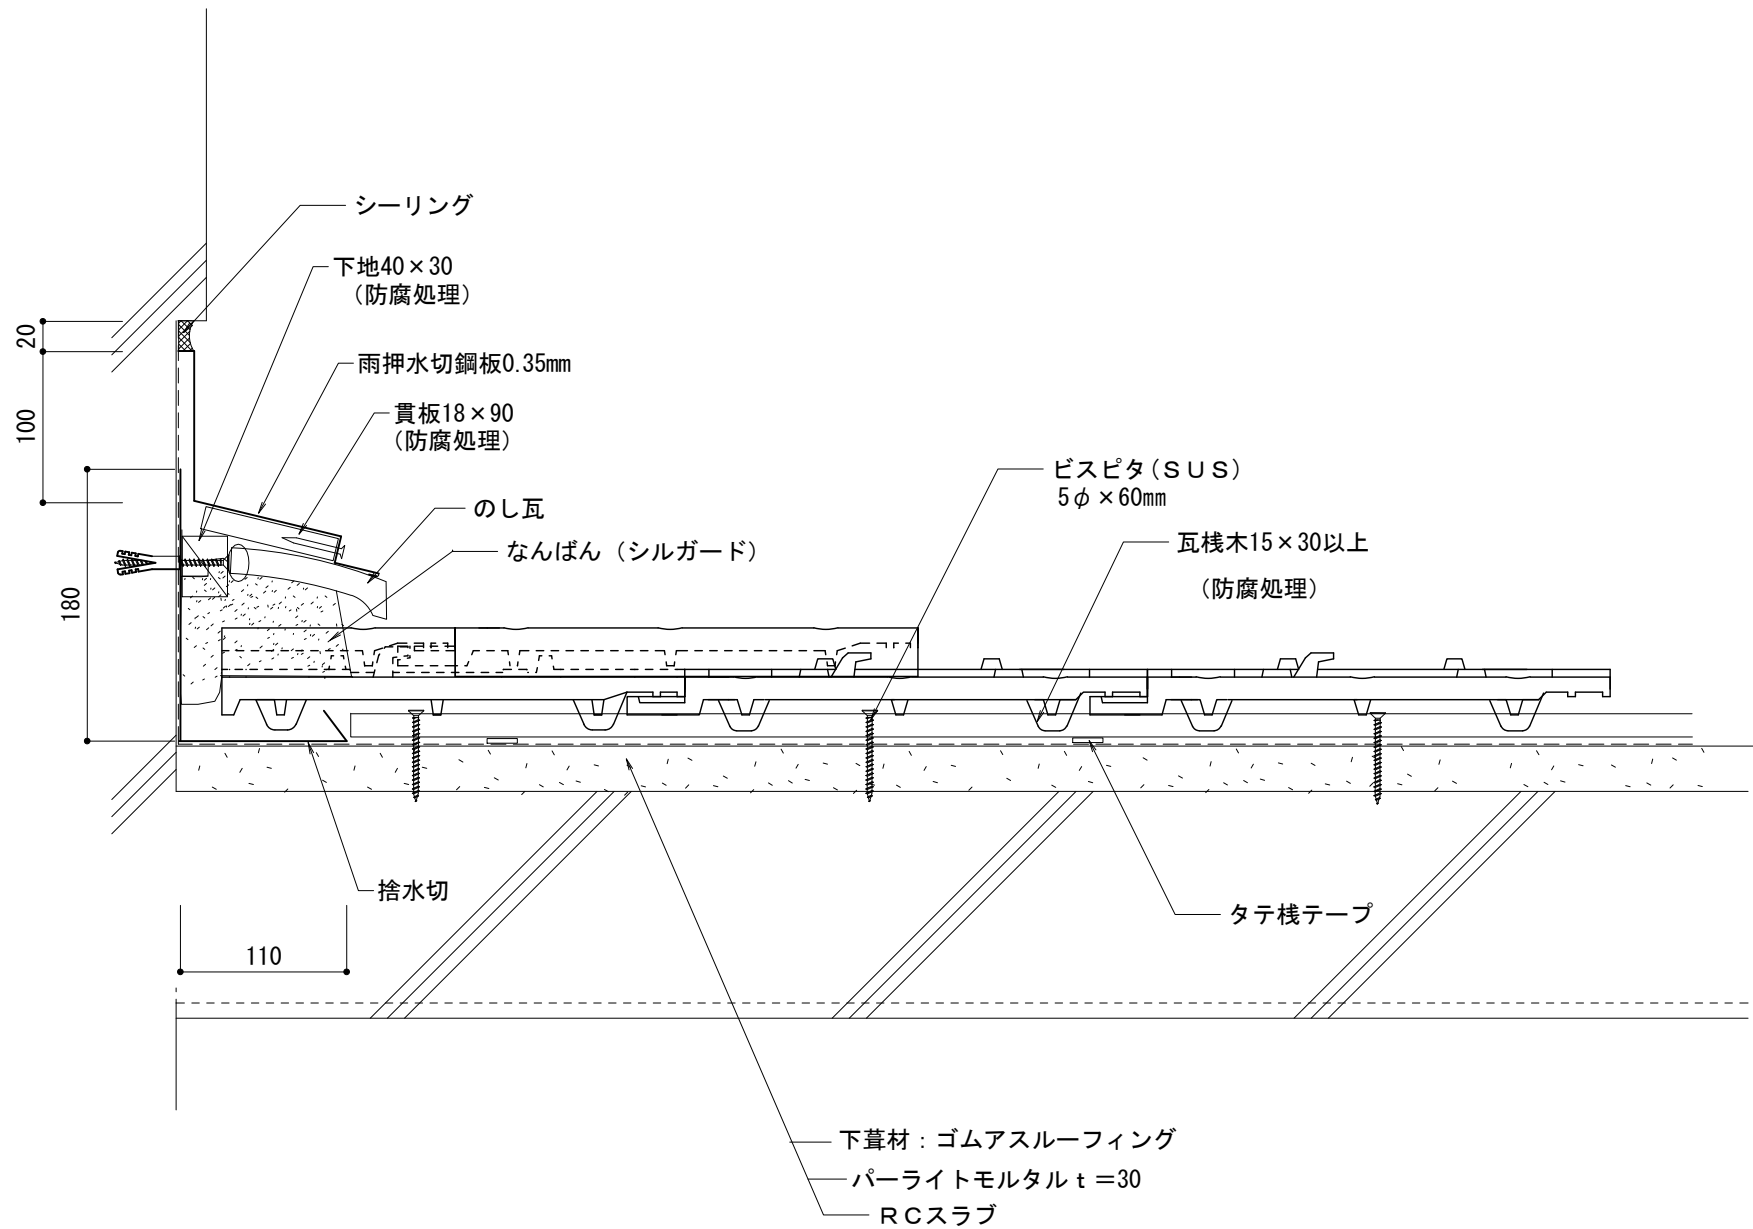 シーリング
下地40×30
（防腐処理）
20
雨押水切鋼板0.35mm
100
貫板18×90
（防腐処理）
ビスピタ（ＳＵＳ）
5φ×60mm
のし瓦
なんばん（シルガード）
瓦桟木15×30以上
（防腐処理）
180
捨水切
タテ桟テープ
110
下葺材：ゴムアスルーフィング
パーライトモルタルｔ＝30
ＲＣスラブ